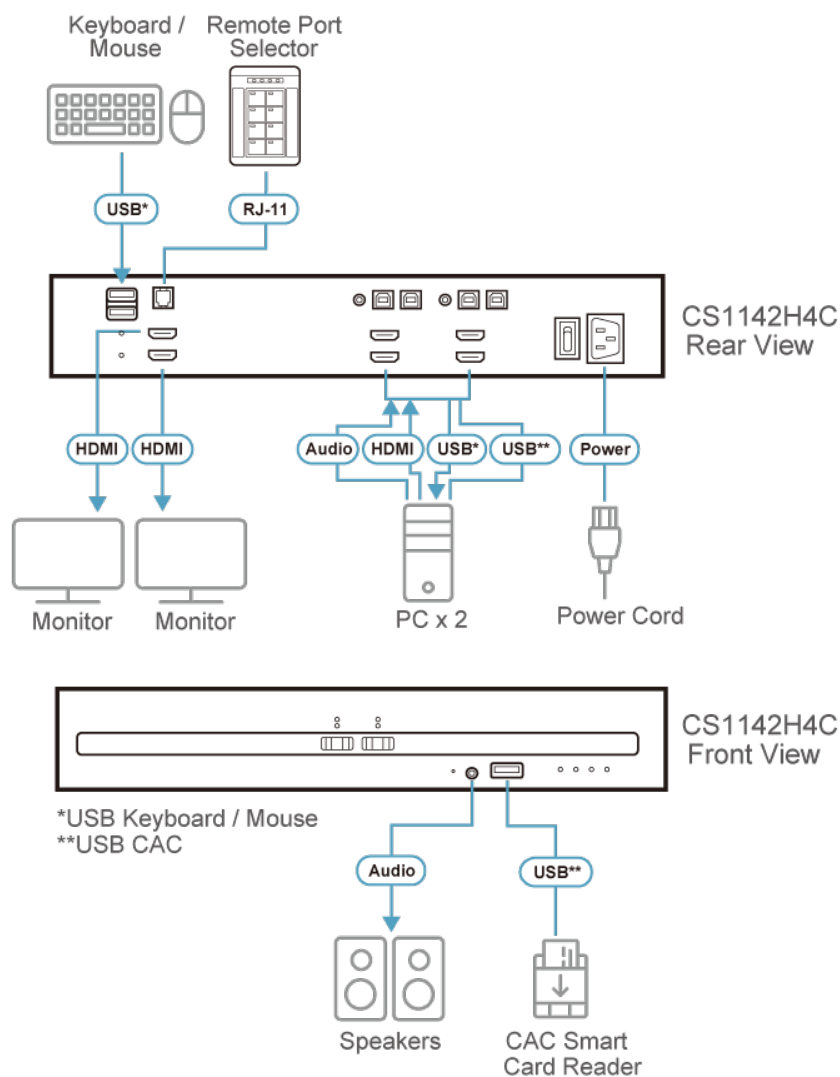 Keyboard /
Mouse
Remote Port
Selector
USB*
RJ-11
CS1142H4C
Rear View
HDMI
HDMI
Audio
HDMI
USB*
USB**
Power
Monitor
Monitor
PC x 2
Power Cord
CS1142H4C
Front View
*USB Keyboard / Mouse
**USB CAC
Audio
USB**
Speakers
CAC Smart
Card Reader